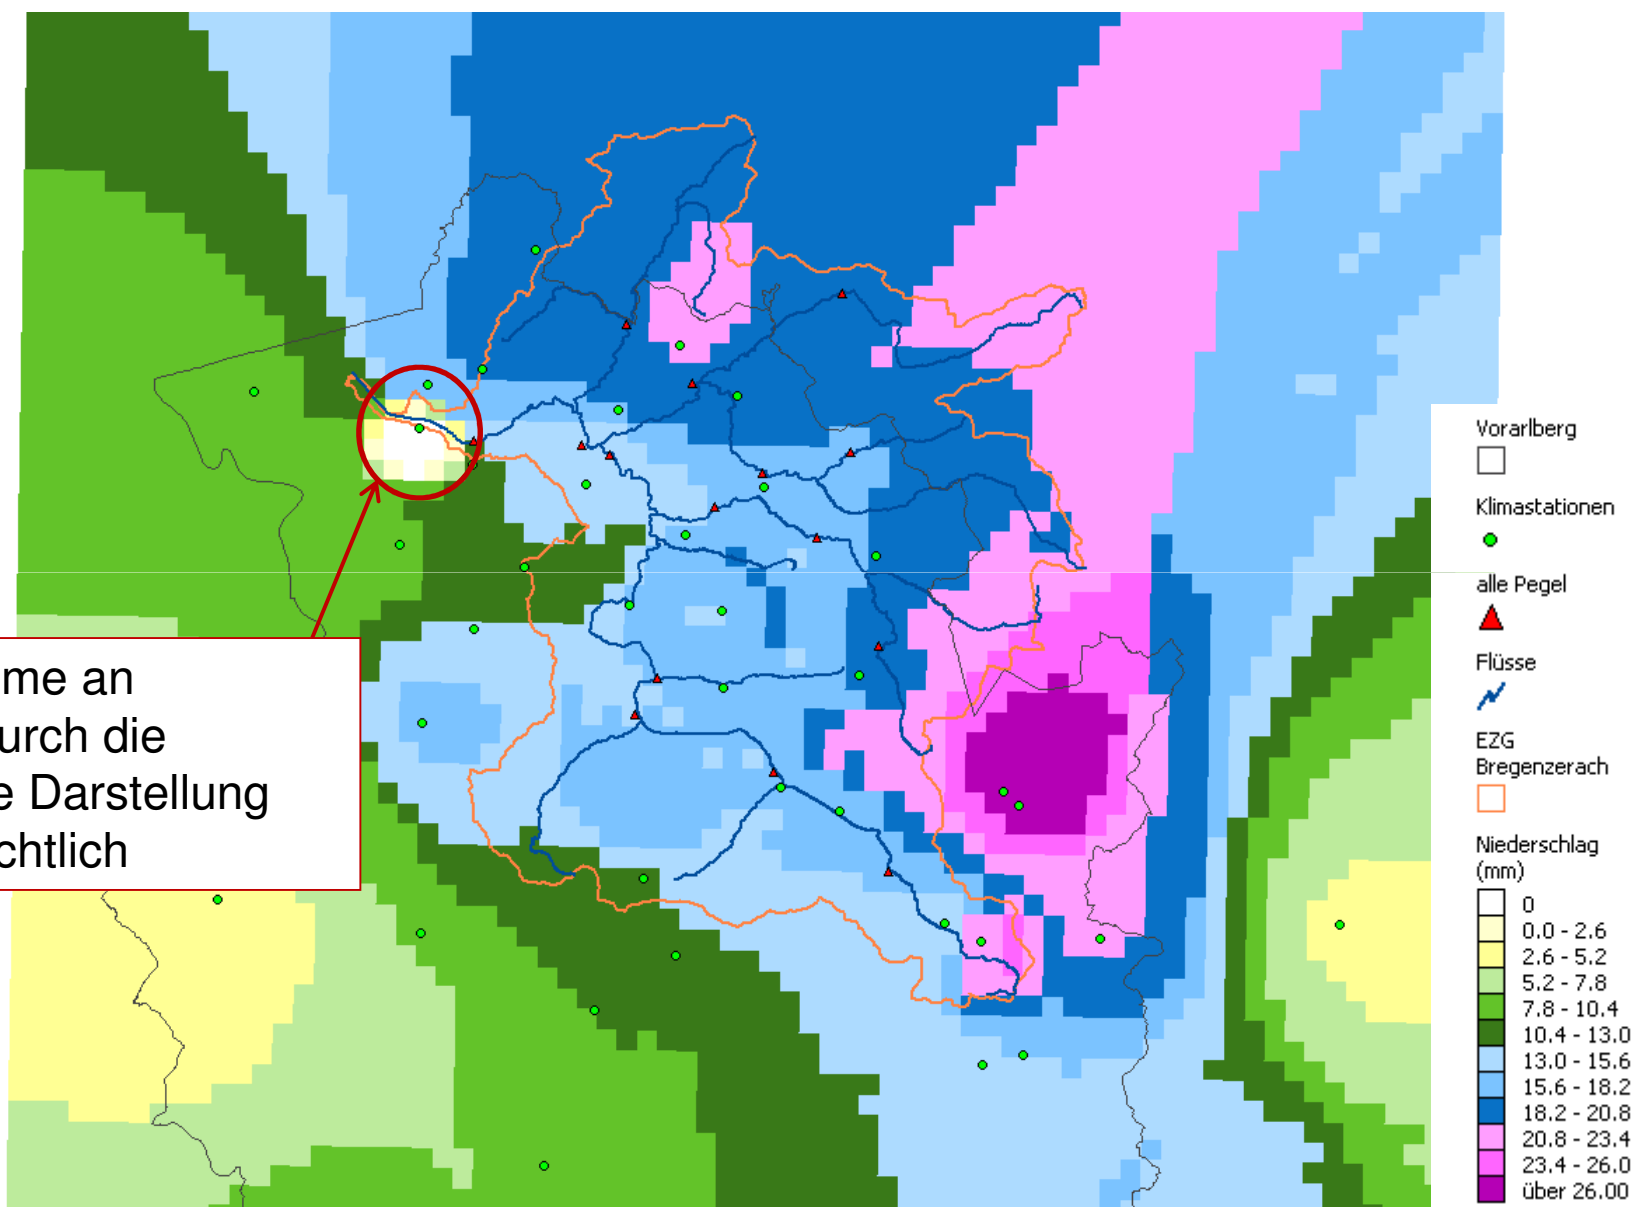 me an
urch die
e Darstellung
chtlich
Vorarlberg
Klimastationen
alle Pegel
Flüsse
EZG
Bregenzerach
Niederschlag
(mm)
0
0.0 - 2.6
2.6 - 5.2
5.2 - 7.8
7.8 - 10.4
10.4 - 13.0
13.0 - 15.6
15.6 - 18.2
18.2 - 20.8
20.8 - 23.4
23.4 - 26.0
über 26.00